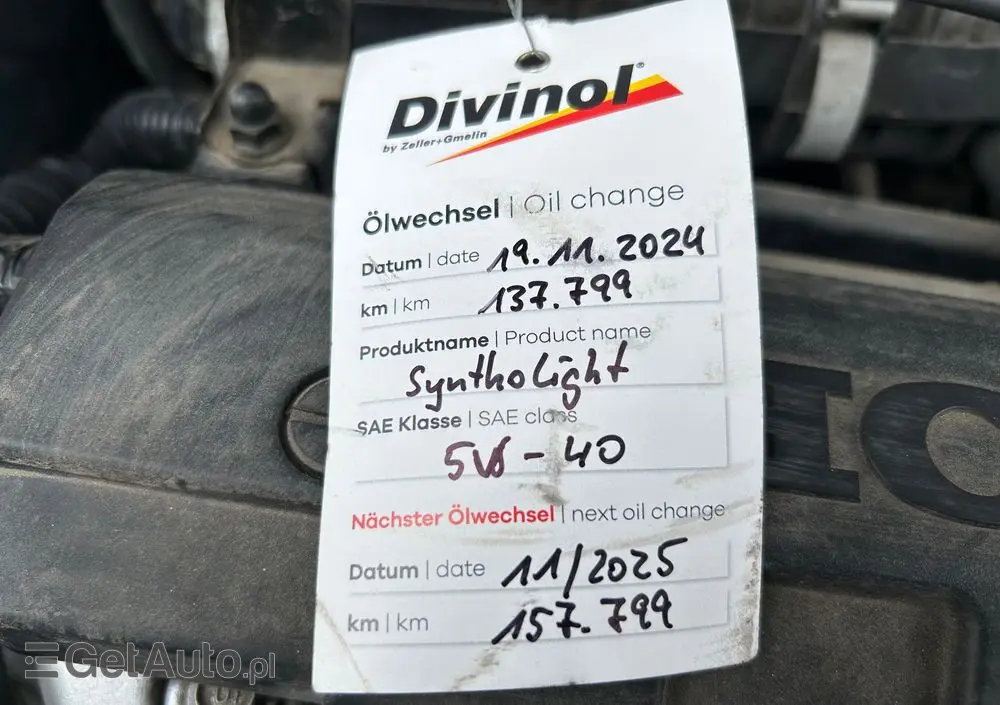 Divinol®
by Zeller+Gmelin
Ölwechsel | Oil change
Datum | date 19.11.2024
km | km 137.799
Produktname | Product name
Syntholight
SAE Klasse | SAE class
5W-40
HO
Nächster Ölwechsel | next oil change
Datum | date 11/2025
km | km 157.799
GetAuto.pl